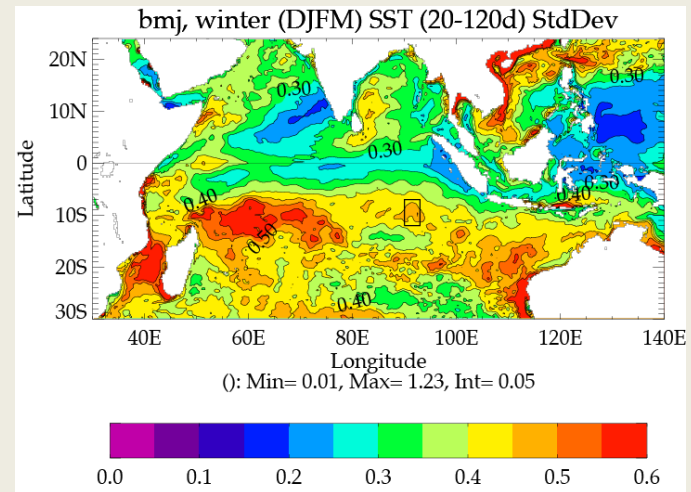 bmj, winter (DJFM) SST (20-120d) StdDev
20N
10N
0
10S
20S
30S
Latitude
0.30
0.30
0.30
0.30
0.40
0.40
0.50
0.40
40E 60E 80E 100E 120E 140E
Longitude
(): Min= 0.01, Max= 1.23, Int= 0.05
0.0 0.1 0.2 0.3 0.4 0.5 0.6